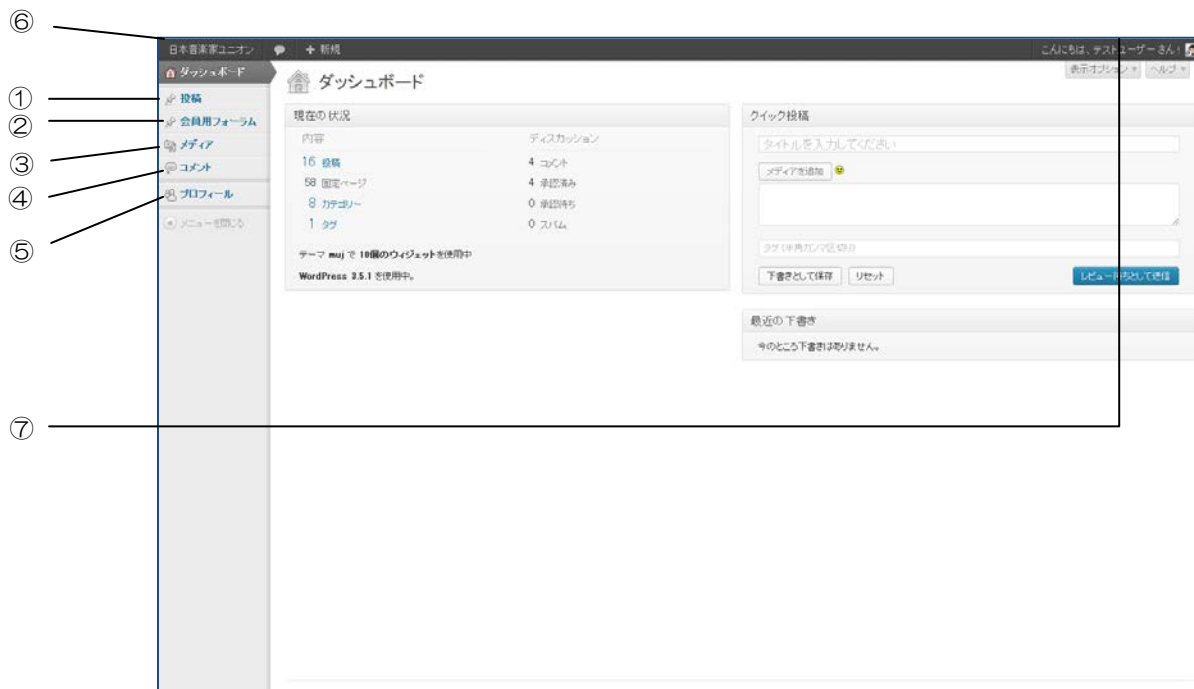 ⑥
日本音楽家ユニオン + 新規 こんにちは、テストユーザー さん!
ダッシュボード
表示オプション ヘルプ
ダッシュボード
① 投稿
② 会員用フォーラム
③ メディア
④ コメント
⑤ プロフィール
メニューを閉じる
現在の状況
内容 ディスカッション
16 投稿 4 コメント
58 固定ページ 4 承認済み
8 カテゴリー 0 承認待ち
1 タグ 0 スパム
テーマ muj で 10個のウィジェットを使用中
WordPress 3.5.1 を使用中。
クイック投稿
タイトルを入力してください
メディアを追加
タグ (半角カンマ区切り)
下書きとして保存 リセット レビュー待ちとして送信
最近の下書き
今のところ下書きはありません。
⑦